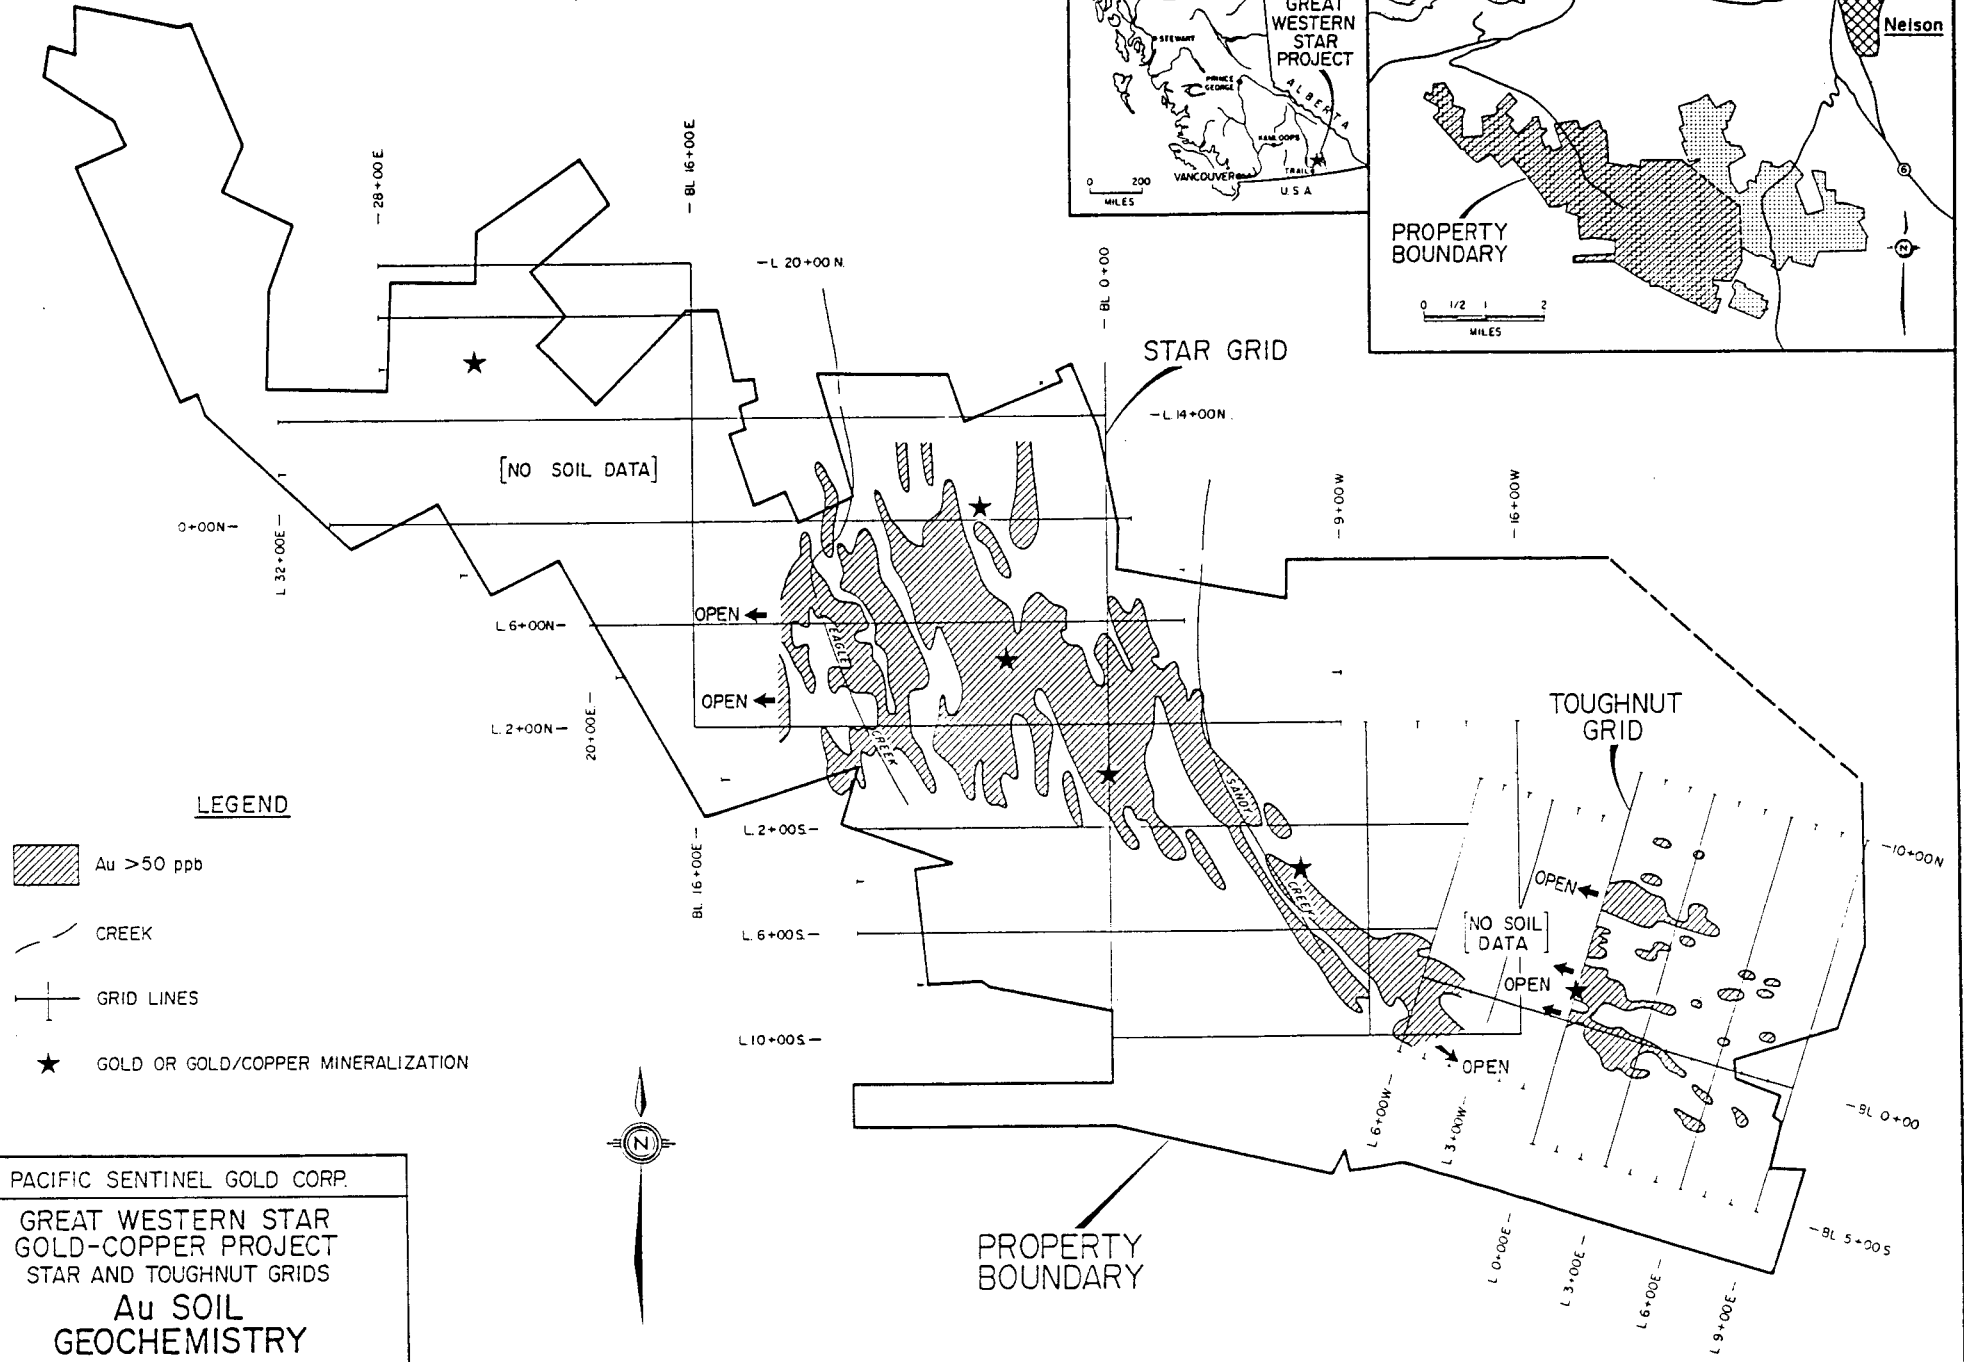 GREAT
WESTERN
STAR
PROJECT
STEWART
PRINCE
GEORGE
ALBERTA
KAMLOOPS
VANCOUVER
TRAIL
U.S.A.
0 200
MILES
Nelson
6
PROPERTY
BOUNDARY
0 1/2 1 2
MILES
N
28+00E
BL 16+00E
L 20+00 N.
BL 0+00
STAR GRID
L 14+00N.
[NO SOIL DATA]
0+00N
L 32+00E
9+00W
16+00W
OPEN
L 6+00N
EAGLE
CREEK
OPEN
L. 2+00N
20+00E
TOUGHNUT
GRID
SANDY
CREEK
L. 2+00S
BL 16+00E
10+00N
OPEN
[NO SOIL
DATA]
L. 6+00S
OPEN
L 10+00S
OPEN
L 6+00W
L 3+00W
BL 0+00
BL 5+00S
L 0+00E
L 3+00E
L 6+00E
L 9+00E
PROPERTY
BOUNDARY
N
LEGEND
Au >50 ppb
CREEK
GRID LINES
GOLD OR GOLD/COPPER MINERALIZATION
PACIFIC SENTINEL GOLD CORP.
GREAT WESTERN STAR
GOLD-COPPER PROJECT
STAR AND TOUGHNUT GRIDS
Au SOIL
GEOCHEMISTRY